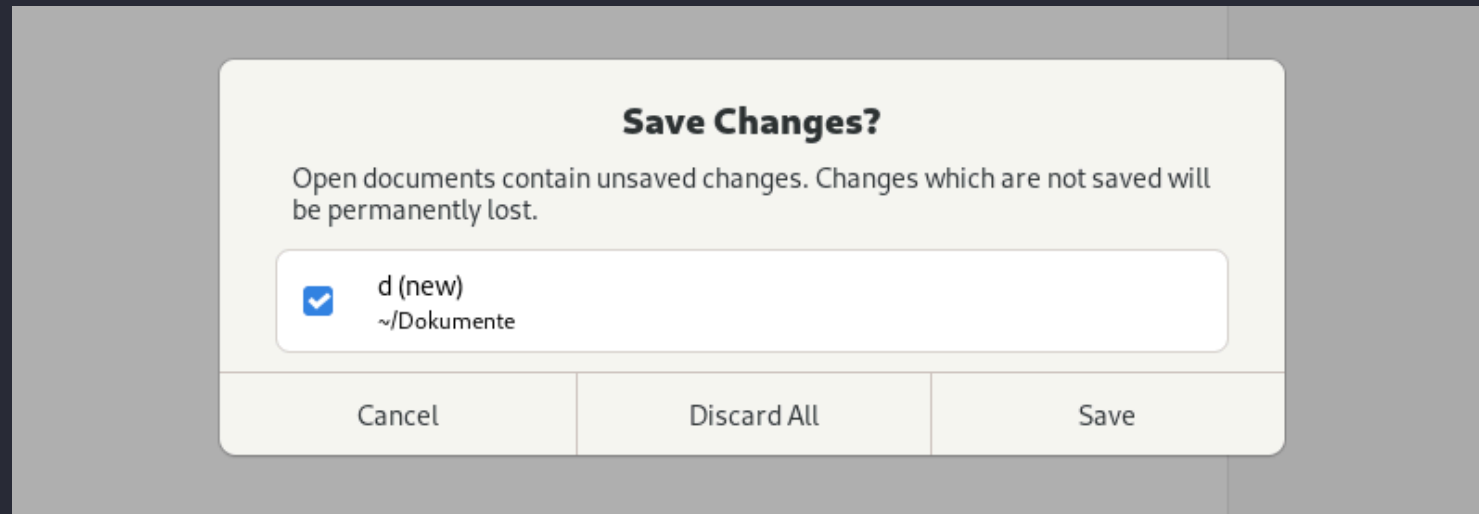 Save Changes?
Open documents contain unsaved changes. Changes which are not saved will
be permanently lost.
d (new)
~/Dokumente
Cancel
Discard All
Save